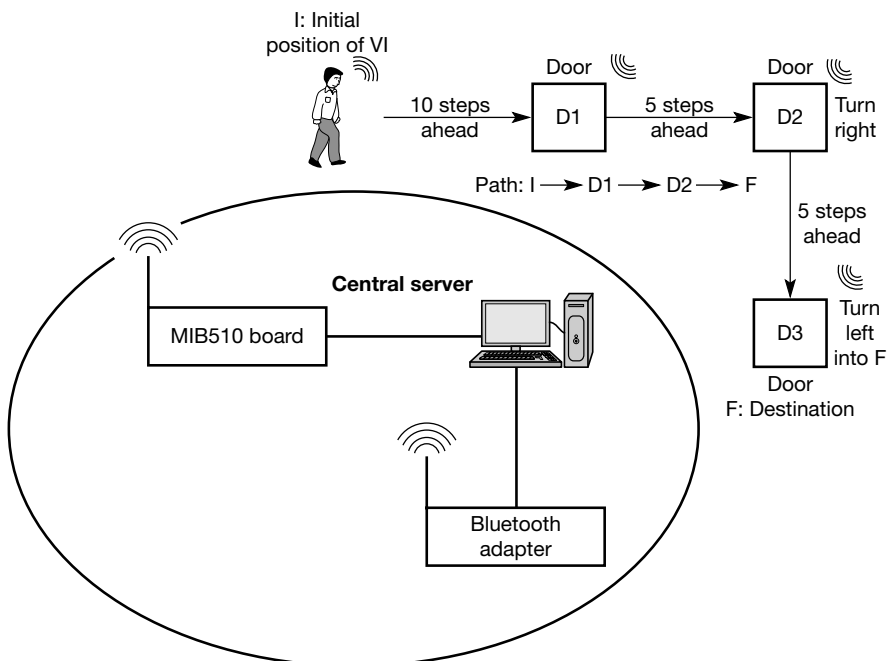 I: Initial
position of VI
10 steps
ahead
Door
D1
5 steps
ahead
Door
D2
Turn
right
Path: I → D1 → D2 → F
5 steps
ahead
D3
Turn
left
into F
Door
F: Destination
Central server
MIB510 board
Bluetooth
adapter